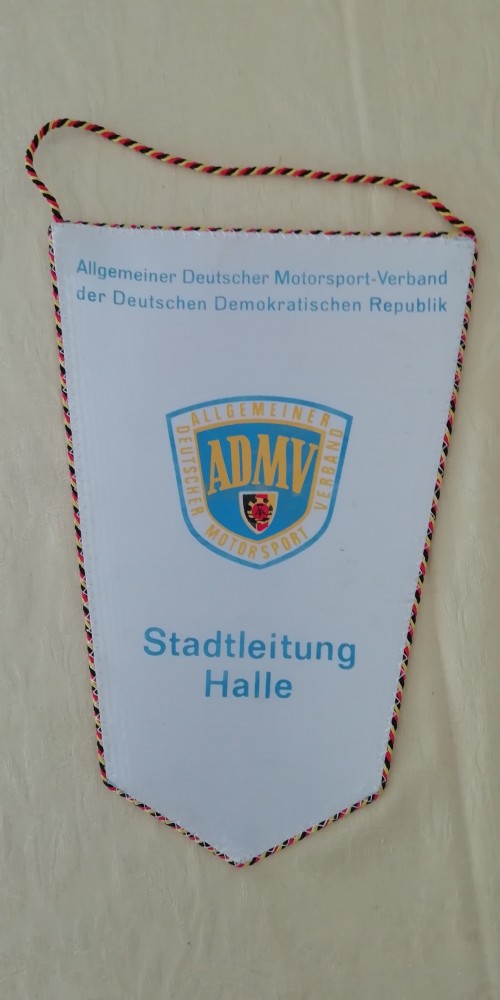 Allgemeiner Deutscher Motorsport-Verband
der Deutschen Demokratischen Republik
ALLGEMEINER
DEUTSCHER
MOTORSPORT
VERBAND
ADMV
Stadtleitung
Halle